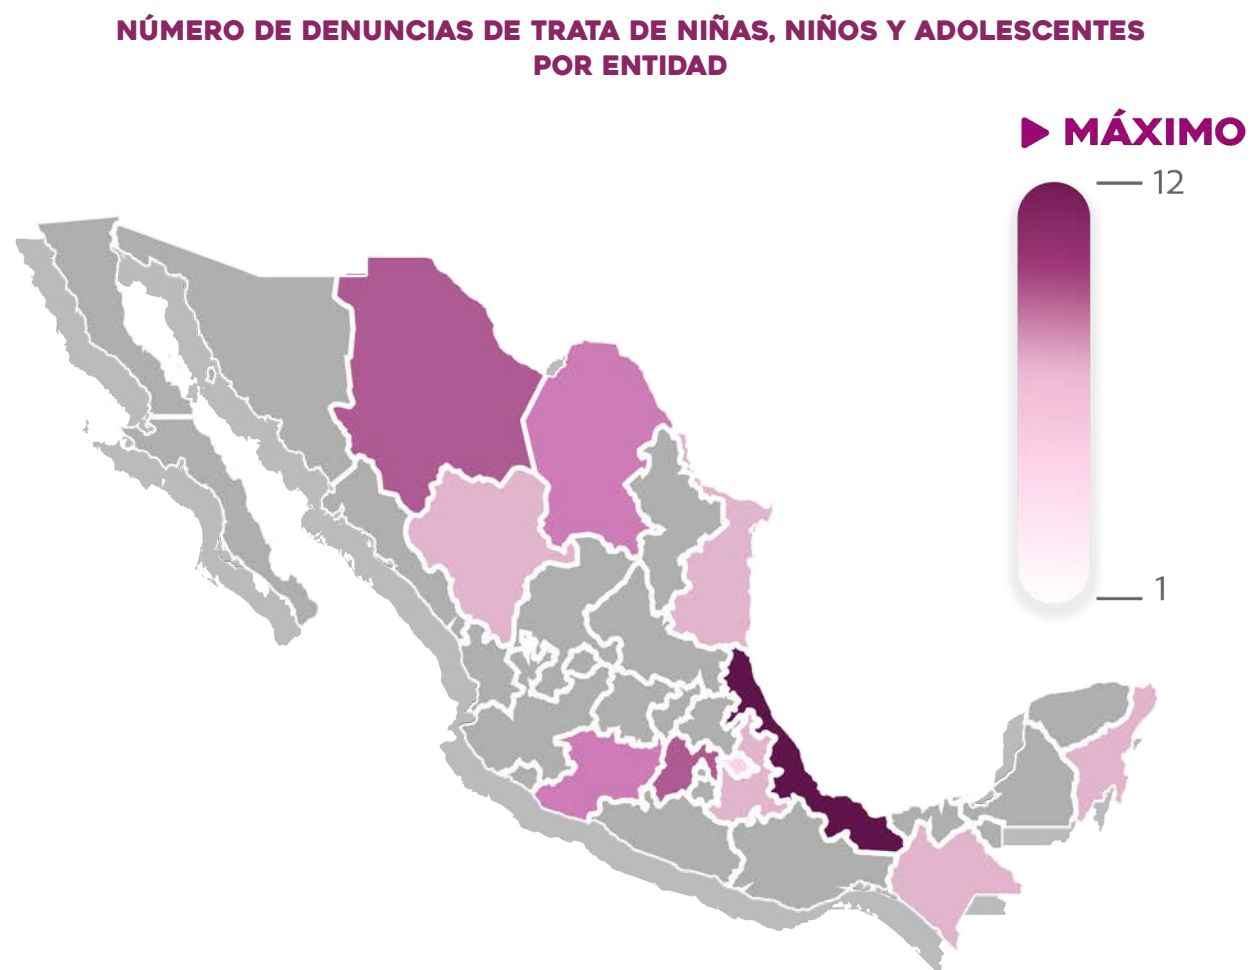 NÚMERO DE DENUNCIAS DE TRATA DE NIÑAS, NIÑOS Y ADOLESCENTES
POR ENTIDAD
MÁXIMO
12
1